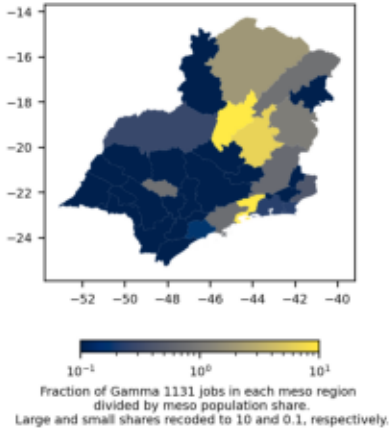 −14
−16
−18
−20
−22
−24
−52 −50 −48 −46 −44 −42 −40
10⁻¹ 10⁰ 10¹
Fraction of Gamma 1131 jobs in each meso region
divided by meso population share.
Large and small shares recoded to 10 and 0.1, respectively.